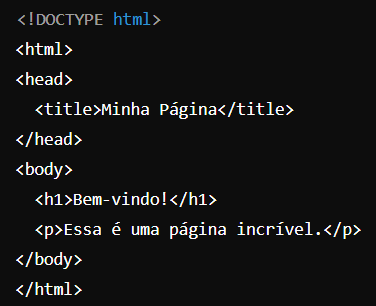 <!DOCTYPE html>
<html>
<head>
  <title>Minha Página</title>
</head>
<body>
  <h1>Bem-vindo!</h1>
  <p>Essa é uma página incrível.</p>
</body>
</html>